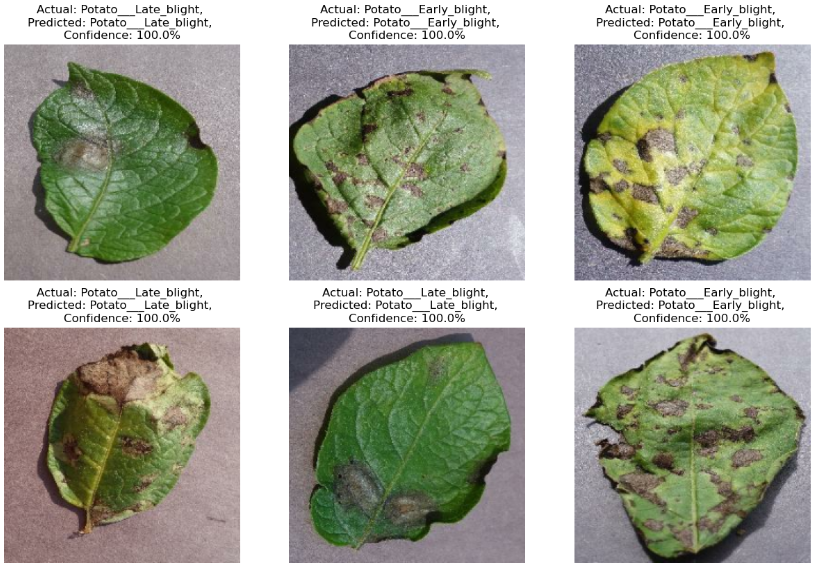 Actual: Potato___Late_blight,
Predicted: Potato___Late_blight,
Confidence: 100.0%
Actual: Potato___Early_blight,
Predicted: Potato___Early_blight,
Confidence: 100.0%
Actual: Potato___Early_blight,
Predicted: Potato___Early_blight,
Confidence: 100.0%
Actual: Potato___Late_blight,
Predicted: Potato___Late_blight,
Confidence: 100.0%
Actual: Potato___Late_blight,
Predicted: Potato___Late_blight,
Confidence: 100.0%
Actual: Potato___Early_blight,
Predicted: Potato___Early_blight,
Confidence: 100.0%